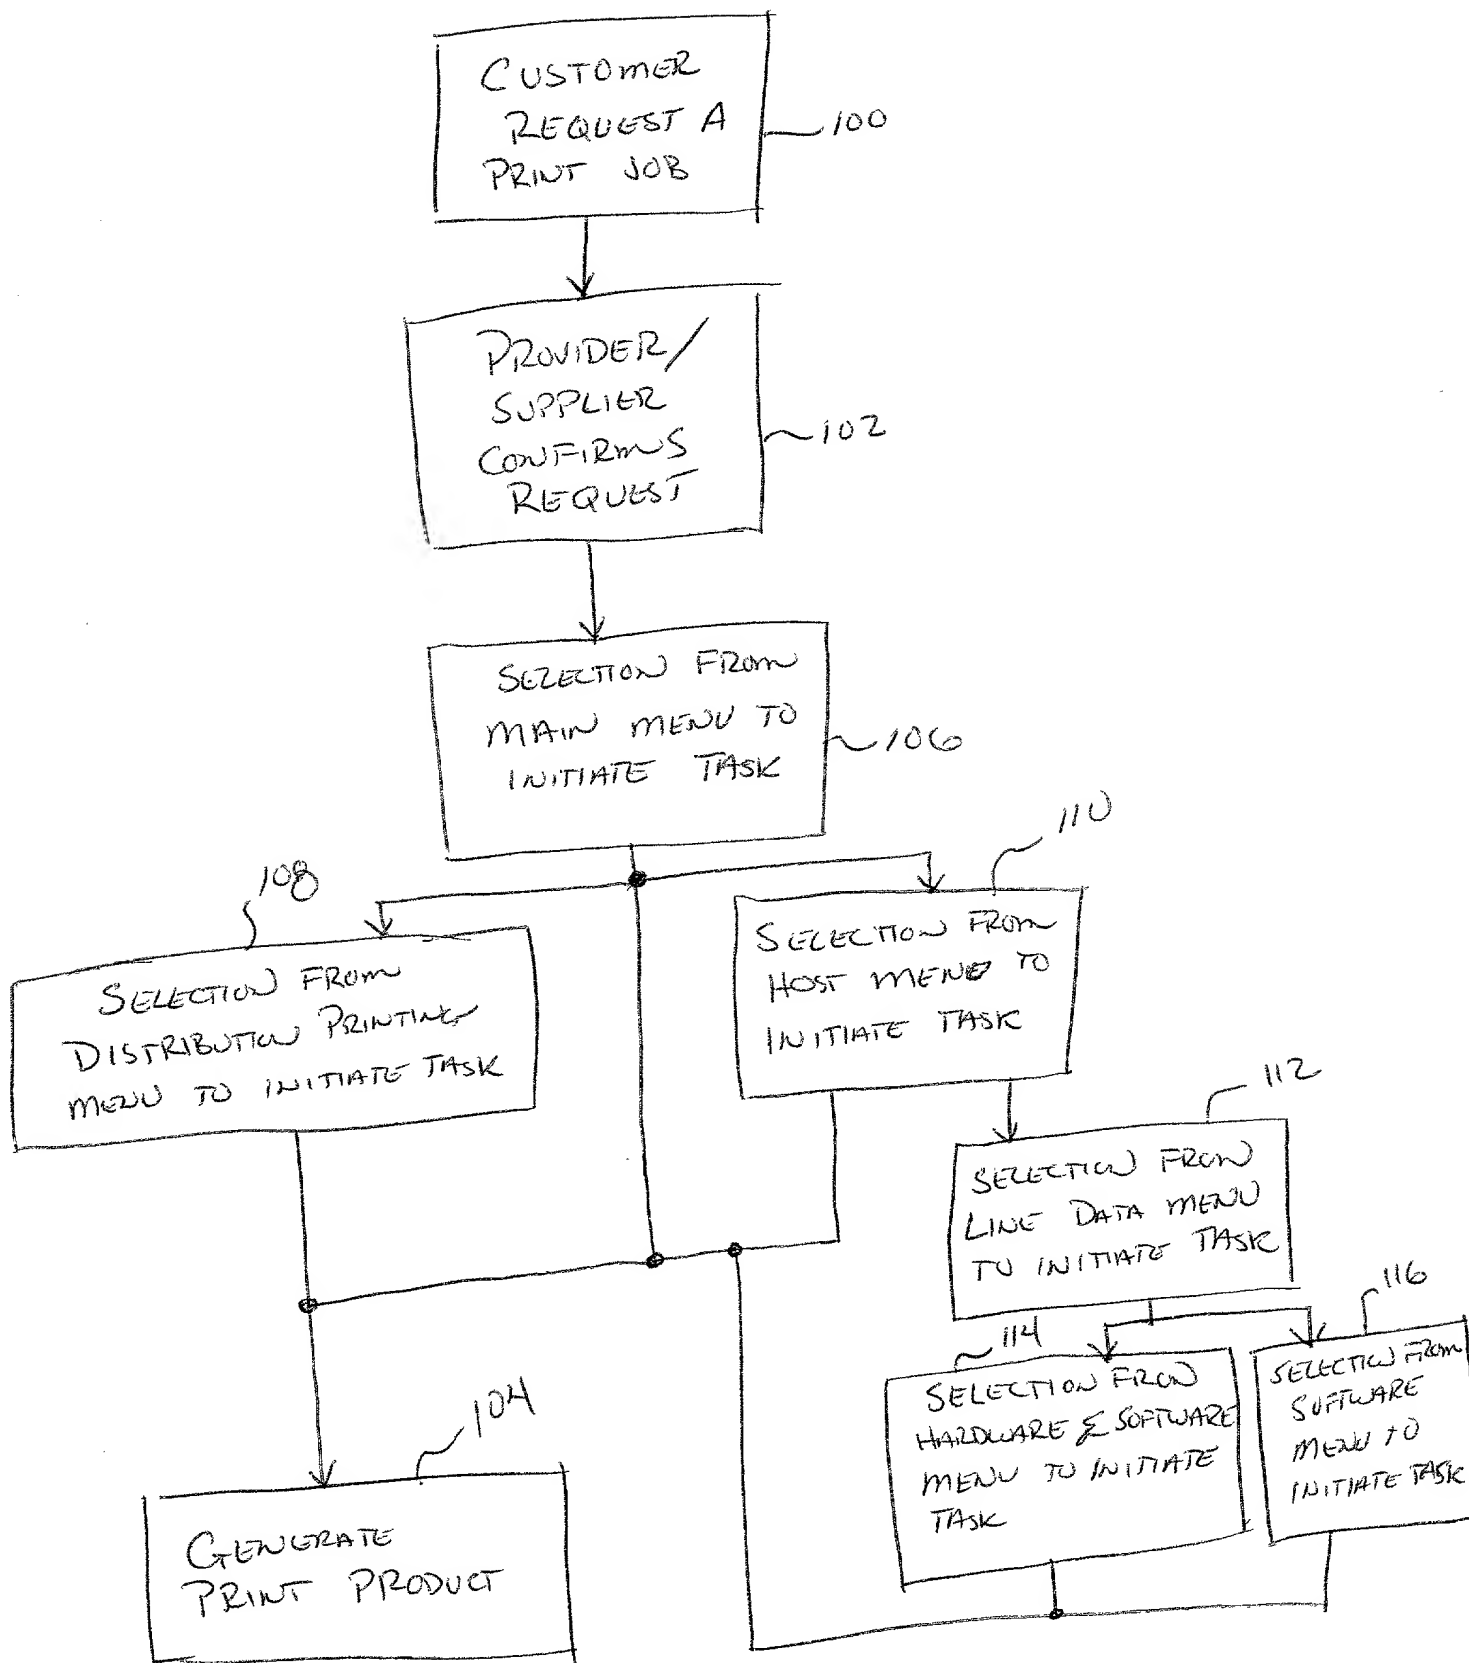 CUSTOMER
REQUEST A
PRINT JOB
100
PROVIDER/
SUPPLIER
CONFIRMS
REQUEST
102
SELECTION FROM
MAIN MENU TO
INITIATE TASK
106
108
SELECTION FROM
DISTRIBUTION PRINTING
MENU TO INITIATE TASK
110
SELECTION FROM
HOST MENU TO
INITIATE TASK
112
SELECTION FROM
LINE DATA MENU
TO INITIATE TASK
114
SELECTION FROM
HARDWARE & SOFTWARE
MENU TO INITIATE
TASK
116
SELECTION FROM
SOFTWARE
MENU TO
INITIATE TASK
104
GENERATE
PRINT PRODUCT